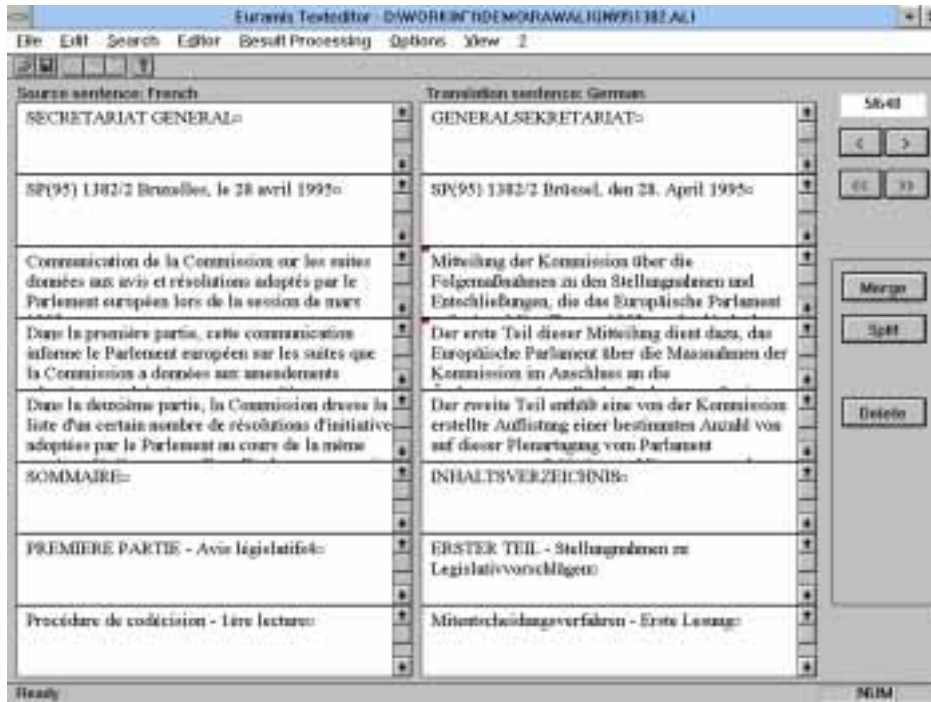 Euramis Texteditor - D:\WORKINF\NDEMO\RAWALIGN\951382.ALI
File Edit Search Editor Result Processing Options View ?
Source sentence: French
Translation sentence: German
SECRETARIAT GENERAL¤
GENERALSEKRETARIAT¤
SP(95) 1382/2 Bruxelles, le 28 avril 1995¤
SP(95) 1382/2 Brüssel, den 28. April 1995¤
Communication de la Commission sur les suites
données aux avis et résolutions adoptés par le
Parlement européen lors de la session de mars
Mitteilung der Kommission über die
Folgemaßnahmen zu den Stellungnahmen und
Entschließungen, die das Europäische Parlament
Dans la première partie, cette communication
informe le Parlement européen sur les suites que
la Commission a données aux amendements
Der erste Teil dieser Mitteilung dient dazu, das
Europäische Parlament über die Massnahmen der
Kommission im Anschluss an die
Dans la deuxième partie, la Commission dresse la
liste d'un certain nombre de résolutions d'initiative
adoptées par le Parlement au cours de la même
Der zweite Teil enthält eine von der Kommission
erstellte Auflistung einer bestimmten Anzahl von
auf dieser Plenartagung vom Parlament
SOMMAIRE¤
INHALTSVERZEICHNIS¤
PREMIERE PARTIE - Avis législatifs¤
ERSTER TEIL - Stellungnahmen zu
Legislativvorschlägen¤
Procédure de codécision - 1ère lecture¤
Mitentscheidungsverfahren - Erste Lesung¤
< >
<< >>
Merge
Split
Delete
Ready
NUM